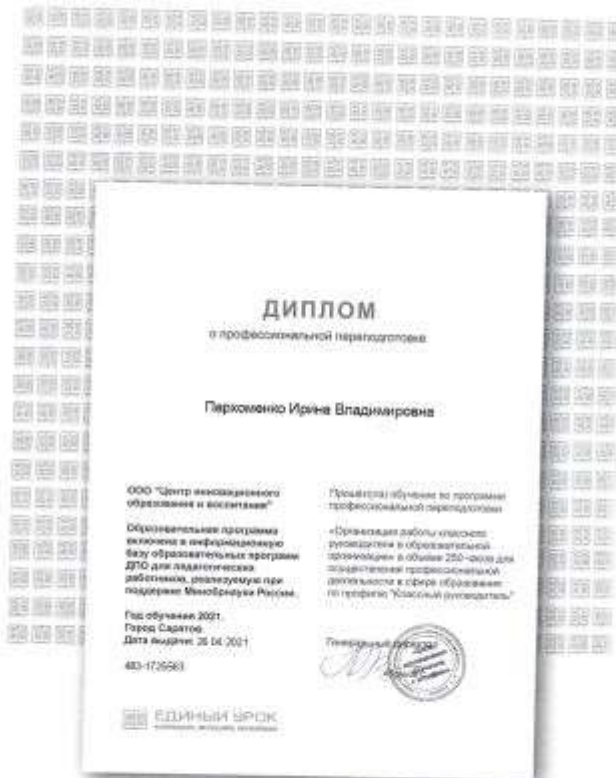 ДИПЛОМ
о профессиональной переподготовке
Пархоменко Ирина Владимировна
ООО "Центр инновационного
образования и воспитания"
Образовательная программа
включена в информационную
базу образовательных программ
ДПО для педагогических
работников, реализуемую при
поддержке Минобрнауки России.
Год обучения 2021.
Город Саратов.
Дата выдачи: 26.04.2021
Прошёл(ла) обучение по программе
профессиональной переподготовки
«Организация работы классного
руководителя в образовательной
организации» в объёме 250 часов для
осуществления профессиональной
деятельности в сфере образования
по профилю "Классный руководитель"
Генеральный директор
ЕДИНЫЙ УРОК